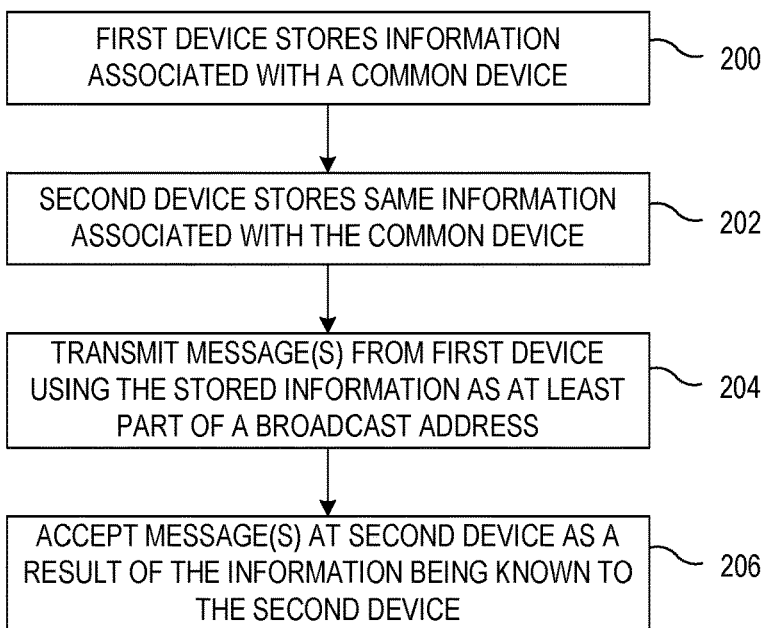 FIRST DEVICE STORES INFORMATION
ASSOCIATED WITH A COMMON DEVICE
200
SECOND DEVICE STORES SAME INFORMATION
ASSOCIATED WITH THE COMMON DEVICE
202
TRANSMIT MESSAGE(S) FROM FIRST DEVICE
USING THE STORED INFORMATION AS AT LEAST
PART OF A BROADCAST ADDRESS
204
ACCEPT MESSAGE(S) AT SECOND DEVICE AS A
RESULT OF THE INFORMATION BEING KNOWN TO
THE SECOND DEVICE
206